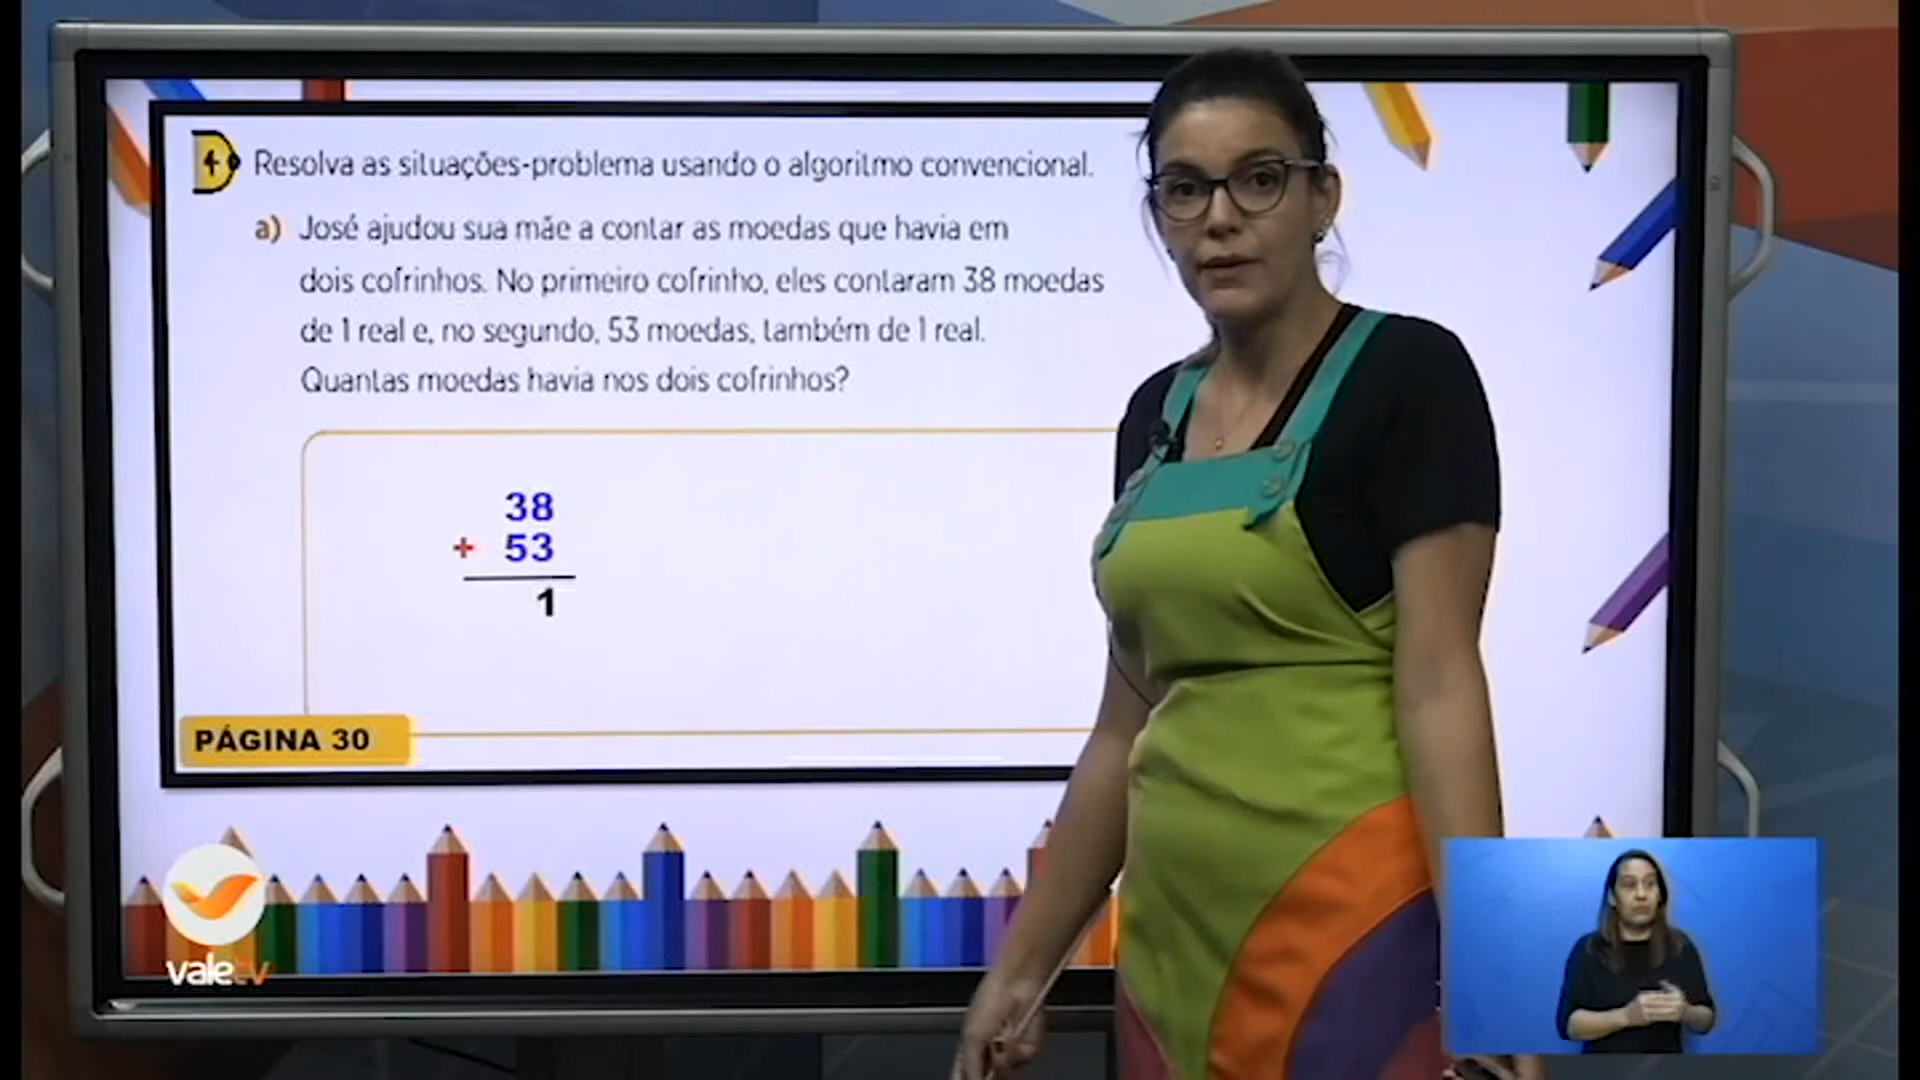 4 Resolva as situações-problema usando o algoritmo convencional.
a) José ajudou sua mãe a contar as moedas que havia em
dois cofrinhos. No primeiro cofrinho, eles contaram 38 moedas
de 1 real e, no segundo, 53 moedas, também de 1 real.
Quantas moedas havia nos dois cofrinhos?
38
+ 53
1
PÁGINA 30
valetv